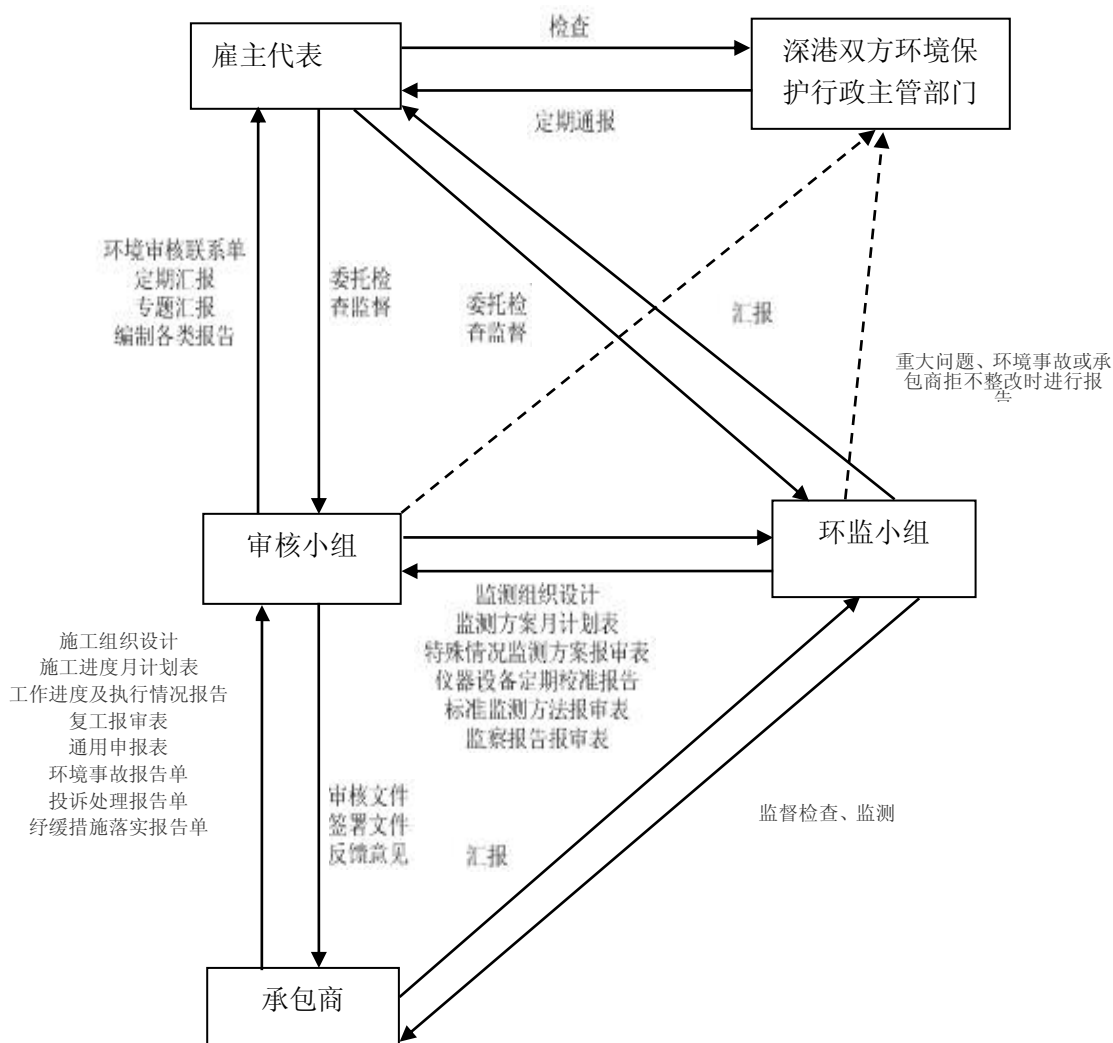 检查
雇主代表
深港双方环境保
护行政主管部门
定期通报
环境审核联系单
定期汇报
专题汇报
编制各类报告
委托检
查监督
委托检
查监督
汇报
重大问题、环境事故或承
包商拒不整改时进行报
告
审核小组
环监小组
监测组织设计
监测方案月计划表
特殊情况监测方案报审表
仪器设备定期校准报告
标准监测方法报审表
监察报告报审表
施工组织设计
施工进度月计划表
工作进度及执行情况报告
复工报审表
通用申报表
环境事故报告单
投诉处理报告单
纾缓措施落实报告单
审核文件
签署文件
反馈意见
汇报
监督检查、监测
承包商